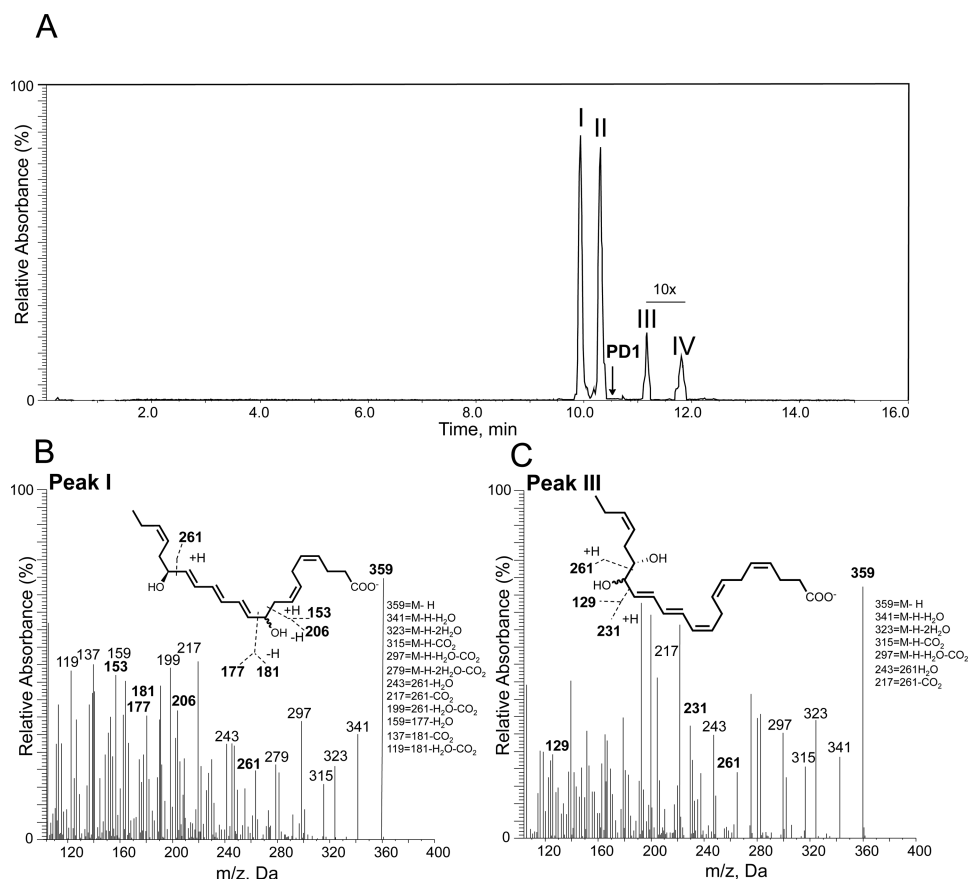 A
100
Relative Absorbance (%)
0
I
II
PD1
10x
III
IV
2.0 4.0 6.0 8.0 10.0 12.0 14.0 16.0
Time, min
B
Peak I
100
Relative Absorbance (%)
0
261
+H
HO
359
COO⁻
+H
153
OH
-H
206
-H
177
181
359=M- H
341=M-H-H₂O
323=M-H-2H₂O
315=M-H-CO₂
297=M-H-H₂O-CO₂
279=M-H-2H₂O-CO₂
243=261-H₂O
217=261-CO₂
199=261-H₂O-CO₂
159=177-H₂O
137=181-CO₂
119=181-H₂O-CO₂
119
137
159
153
181
177
199
206
217
243
261
279
297
315
323
341
120 160 200 240 280 320 360 400
m/z, Da
C
Peak III
100
Relative Absorbance (%)
0
+H
261
OH
HO
129
231
+H
COO⁻
359
359=M- H
341=M-H-H₂O
323=M-H-2H₂O
315=M-H-CO₂
297=M-H-H₂O-CO₂
243=261H₂O
217=261-CO₂
129
217
231
243
261
297
315
323
341
120 160 200 240 280 320 360 400
m/z, Da